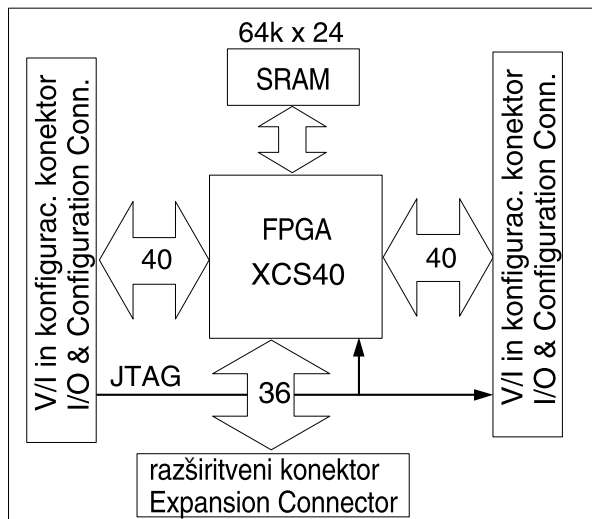 64k x 24
SRAM
V/I in konfigurac. konektor
I/O & Configuration Conn.
40
FPGA
XCS40
40
V/I in konfigurac. konektor
I/O & Configuration Conn.
JTAG
36
razširitveni konektor
Expansion Connector